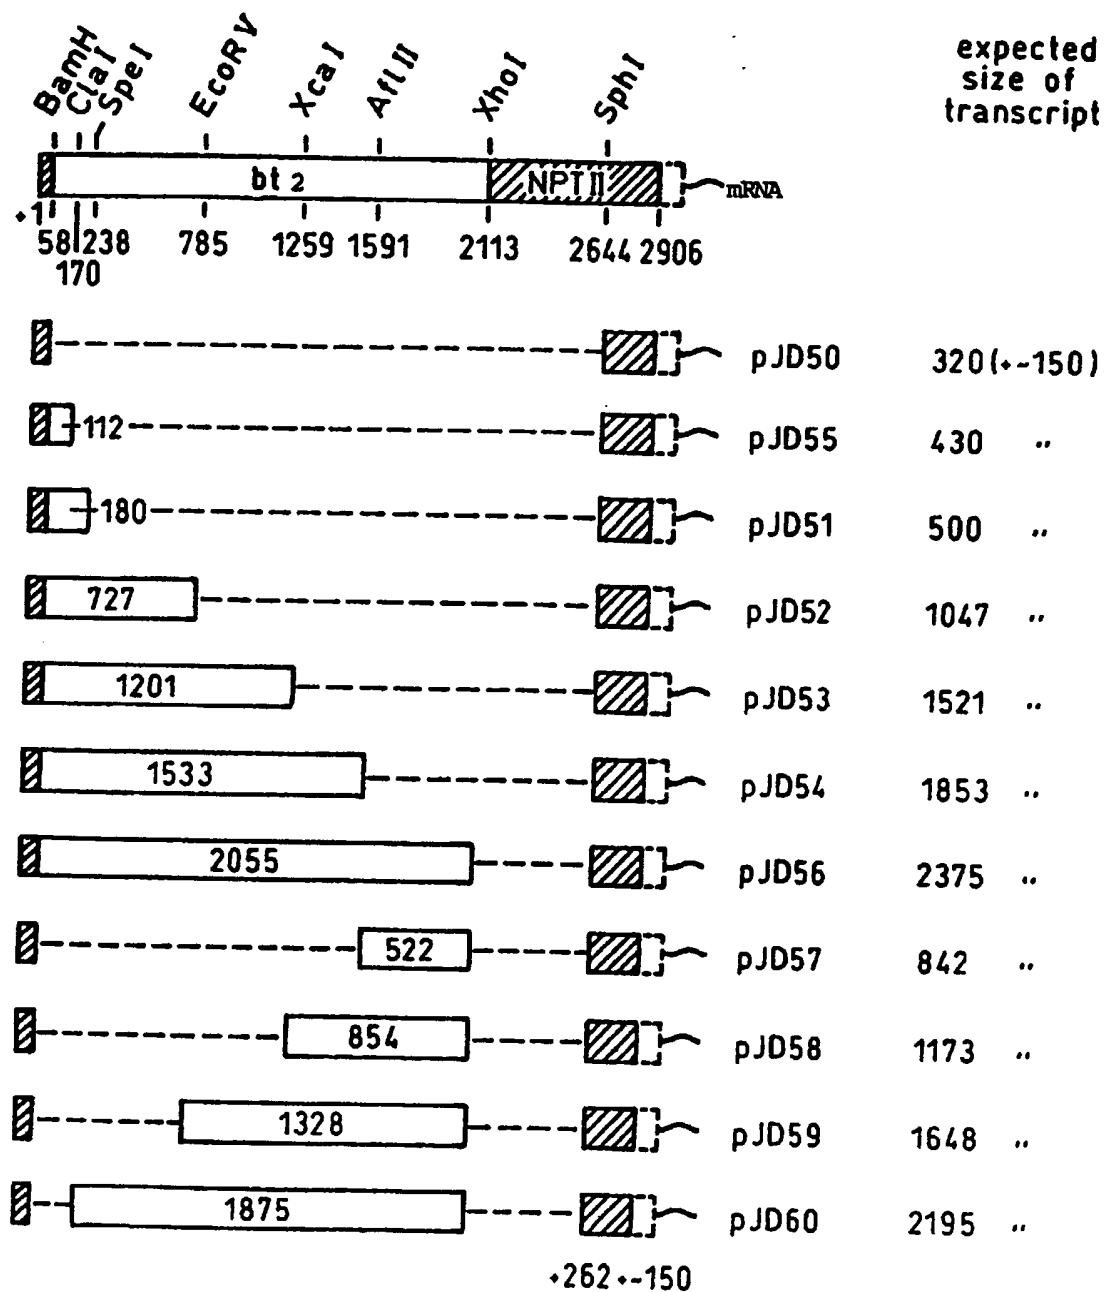 BamH ClaI SpeI EcoRV XcaI AflII XhoI SphI
expected
size of
transcript
bt 2 NPTII mRNA
+1 58 238 785 1259 1591 2113 2644 2906
170
pJD50 320 (+~150)
112 pJD55 430 "
180 pJD51 500 "
727 pJD52 1047 "
1201 pJD53 1521 "
1533 pJD54 1853 "
2055 pJD56 2375 "
522 pJD57 842 "
854 pJD58 1173 "
1328 pJD59 1648 "
1875 pJD60 2195 "
+262 +~150